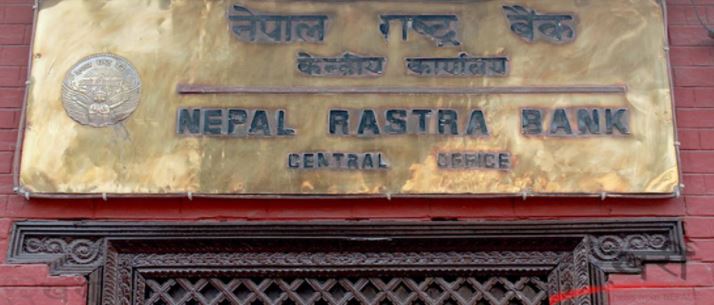 नेपाल राष्ट्र बैंक
केन्द्रीय कार्यालय
NEPAL RASTRA BANK
CENTRAL OFFICE